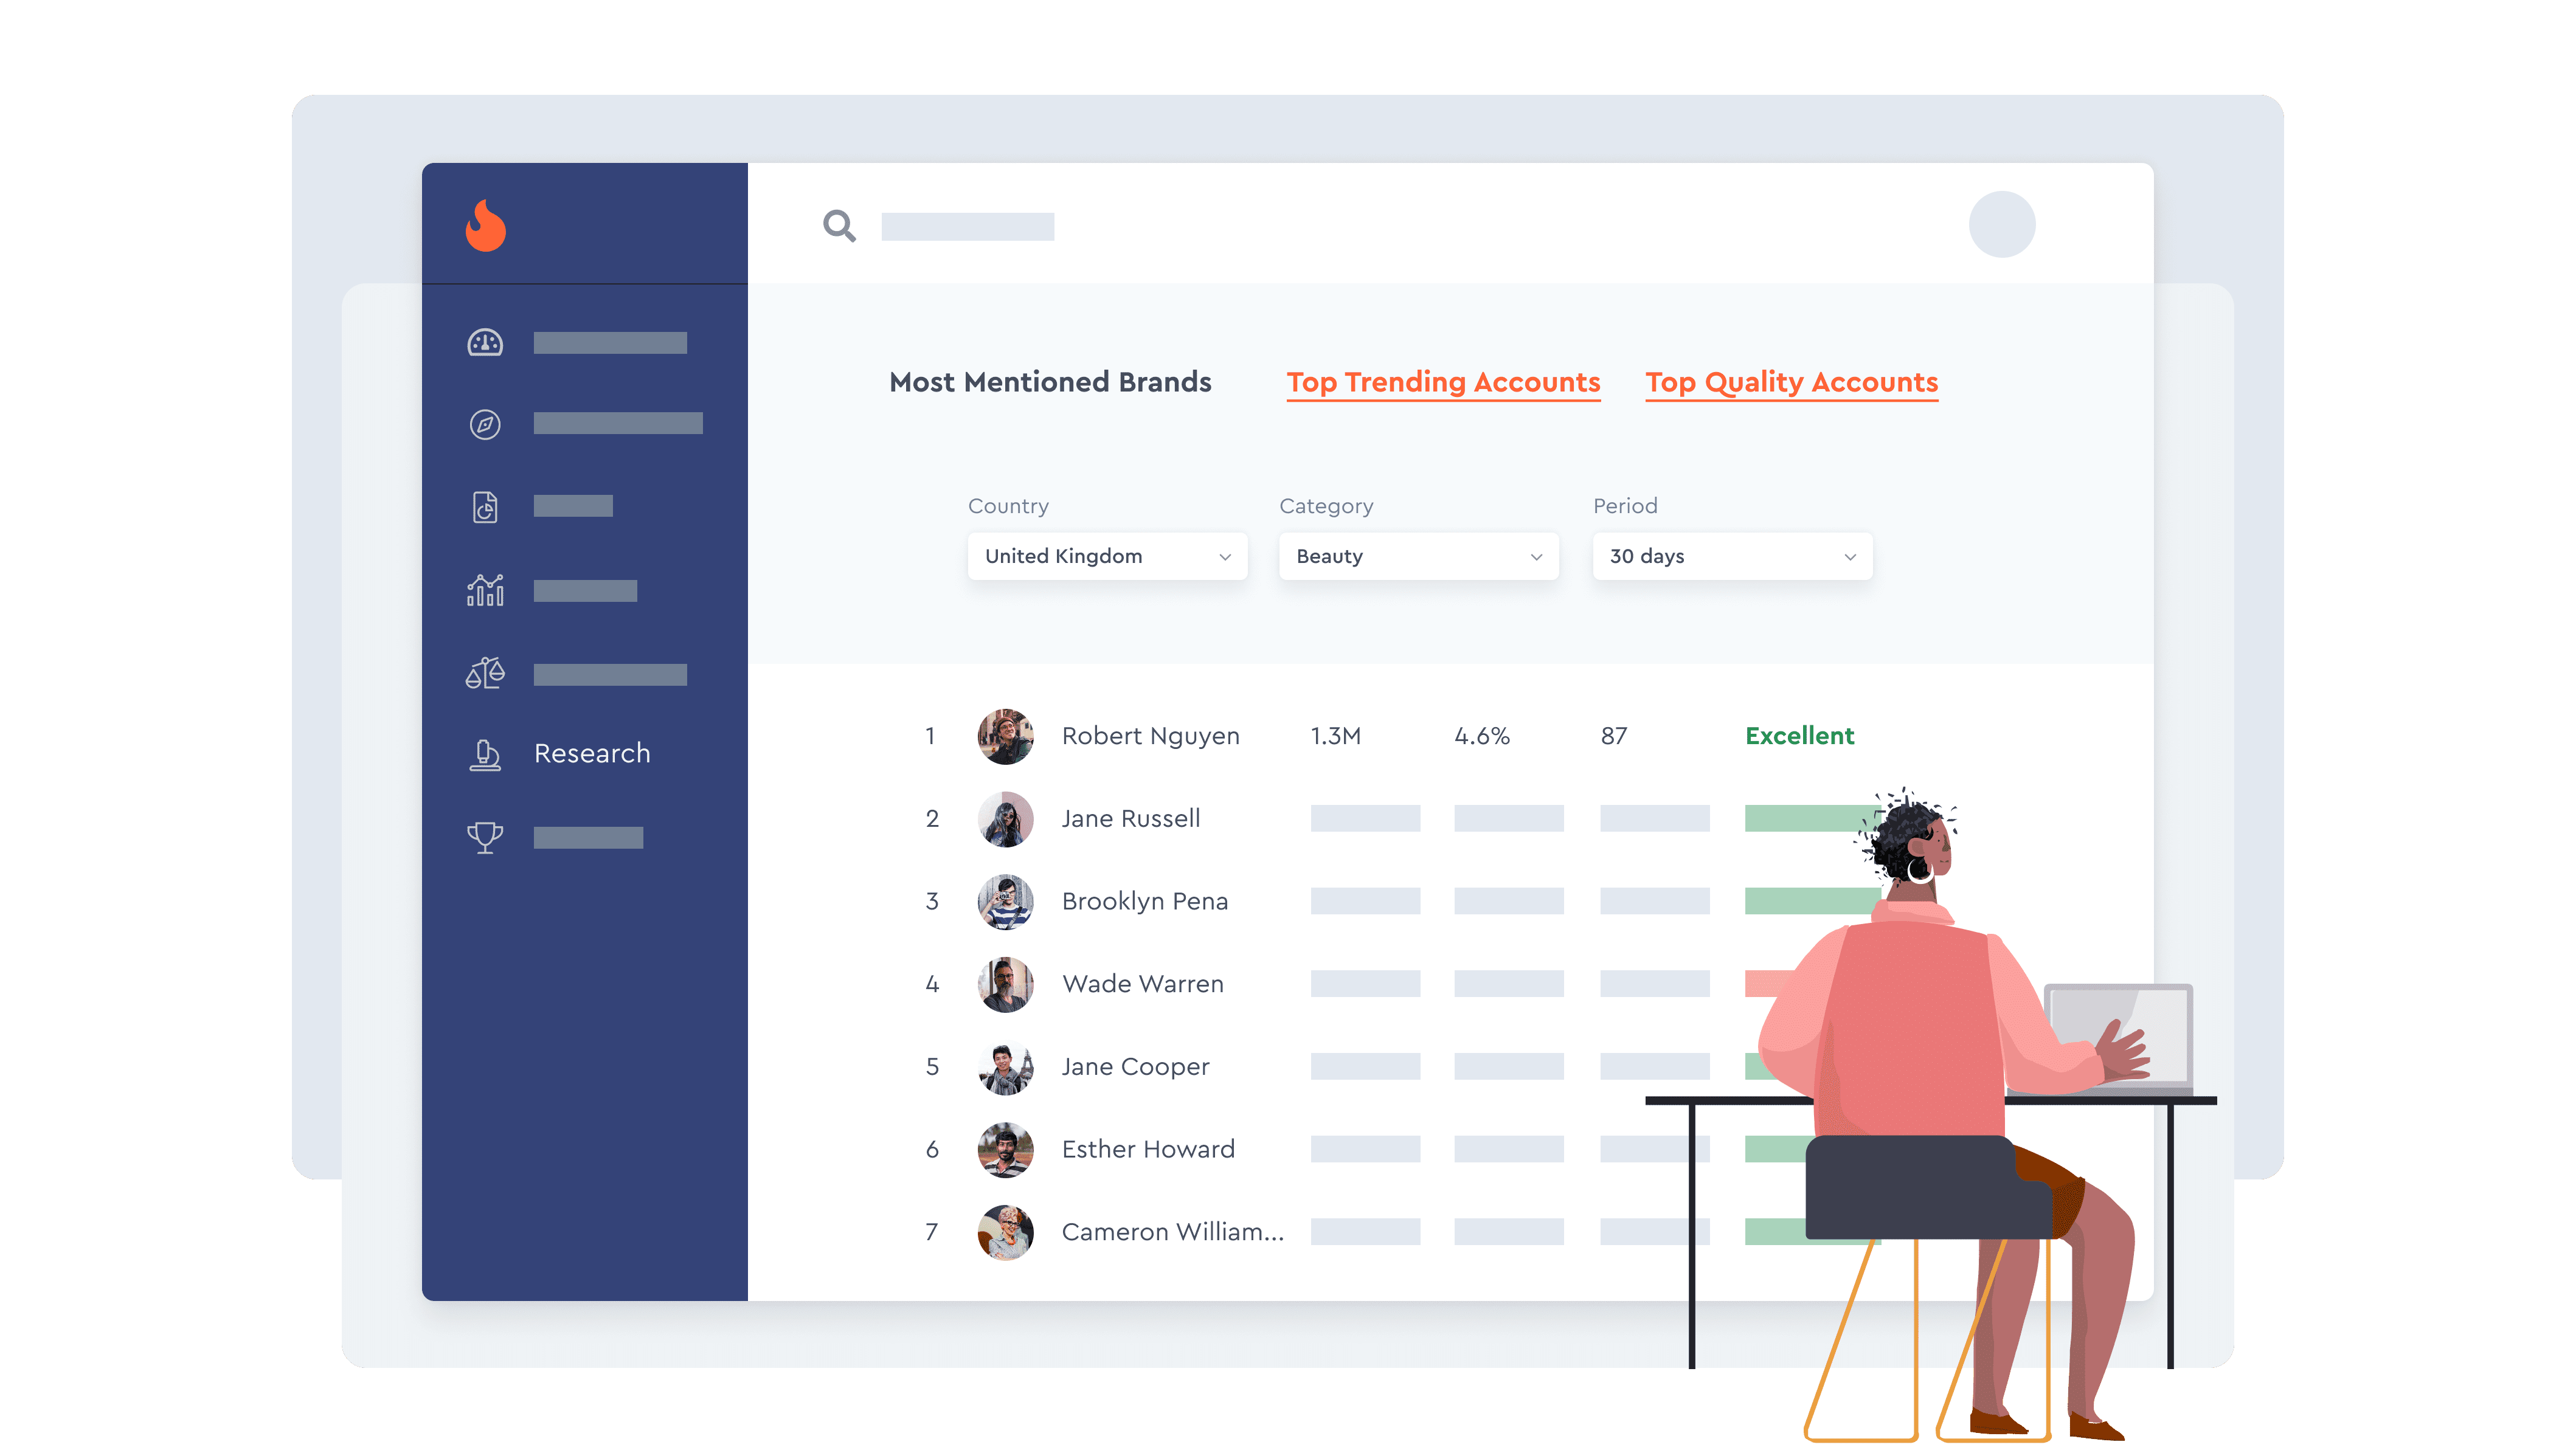 Most Mentioned Brands Top Trending Accounts Top Quality Accounts
Country Category Period
United Kingdom Beauty 30 days
1 Robert Nguyen 1.3M 4.6% 87 Excellent
Research
2 Jane Russell
3 Brooklyn Pena
4 Wade Warren
5 Jane Cooper
6 Esther Howard
7 Cameron William...